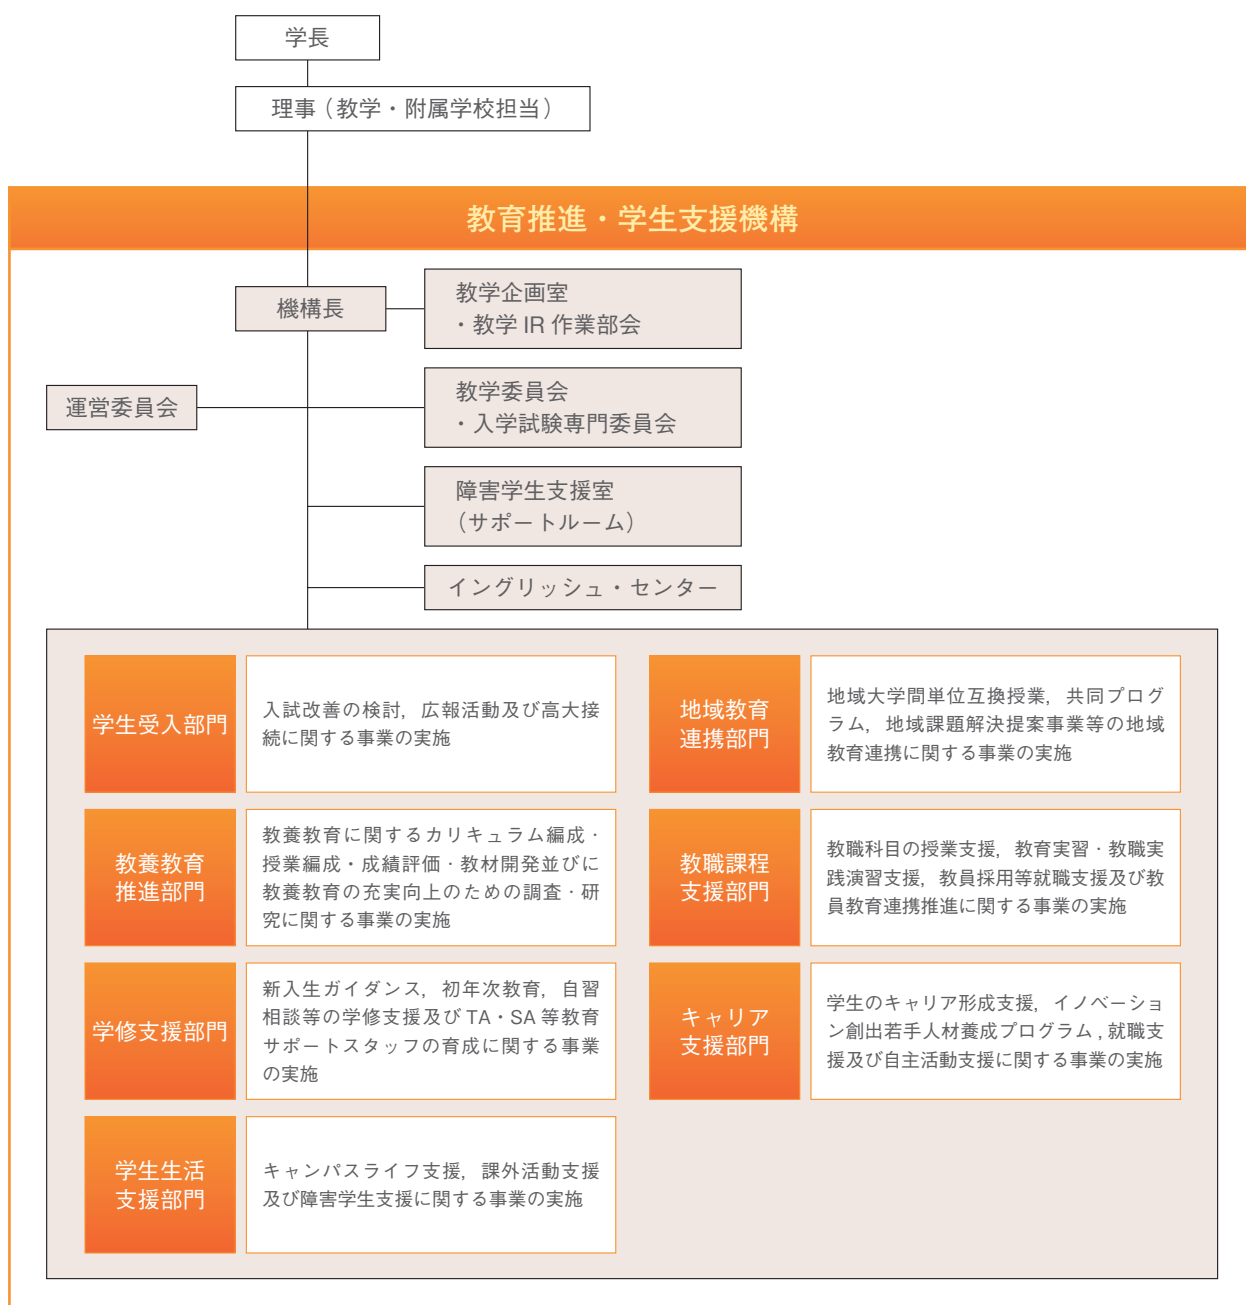 学長
理事（教学・附属学校担当）
教育推進・学生支援機構
機構長
教学企画室
・教学 IR 作業部会
運営委員会
教学委員会
・入学試験専門委員会
障害学生支援室
（サポートルーム）
イングリッシュ・センター
学生受入部門
入試改善の検討，広報活動及び高大接
続に関する事業の実施
地域教育
連携部門
地域大学間単位互換授業，共同プログ
ラム，地域課題解決提案事業等の地域
教育連携に関する事業の実施
教養教育
推進部門
教養教育に関するカリキュラム編成・
授業編成・成績評価・教材開発並びに
教養教育の充実向上のための調査・研
究に関する事業の実施
教職課程
支援部門
教職科目の授業支援，教育実習・教職実
践演習支援，教員採用等就職支援及び教
員教育連携推進に関する事業の実施
学修支援部門
新入生ガイダンス，初年次教育，自習
相談等の学修支援及び TA・SA 等教育
サポートスタッフの育成に関する事業
の実施
キャリア
支援部門
学生のキャリア形成支援，イノベーショ
ン創出若手人材養成プログラム , 就職支
援及び自主活動支援に関する事業の実施
学生生活
支援部門
キャンパスライフ支援，課外活動支援
及び障害学生支援に関する事業の実施